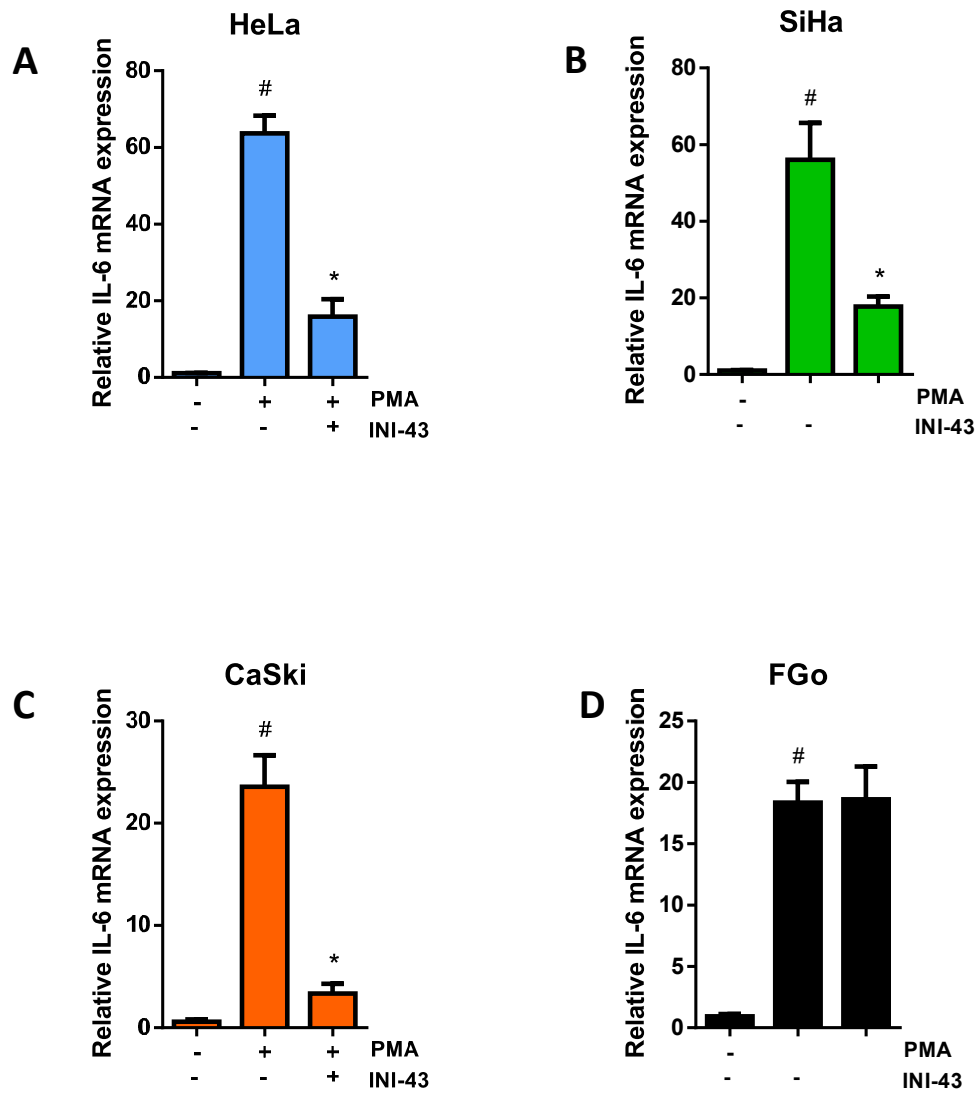 HeLa
A
Relative IL-6 mRNA expression
80
60
40
20
0
#
*
- + + PMA
- - + INI-43
SiHa
B
Relative IL-6 mRNA expression
80
60
40
20
0
#
*
- PMA
- - INI-43
CaSki
C
Relative IL-6 mRNA expression
30
20
10
0
#
*
- + + PMA
- - + INI-43
FGo
D
Relative IL-6 mRNA expression
25
20
15
10
5
0
#
- PMA
- - INI-43